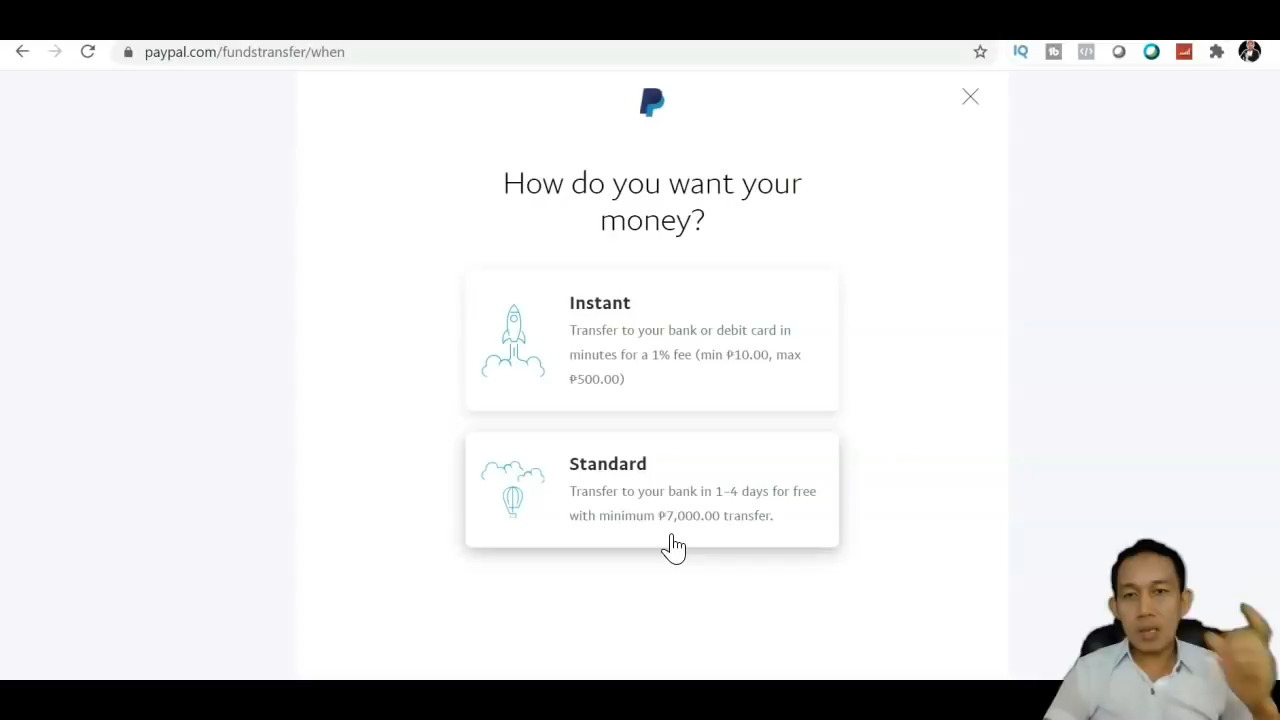 paypal.com/fundstransfer/when
IQ
tb
How do you want your
money?
Instant
Transfer to your bank or debit card in
minutes for a 1% fee (min ₱10.00, max
₱500.00)
Standard
Transfer to your bank in 1-4 days for free
with minimum ₱7,000.00 transfer.